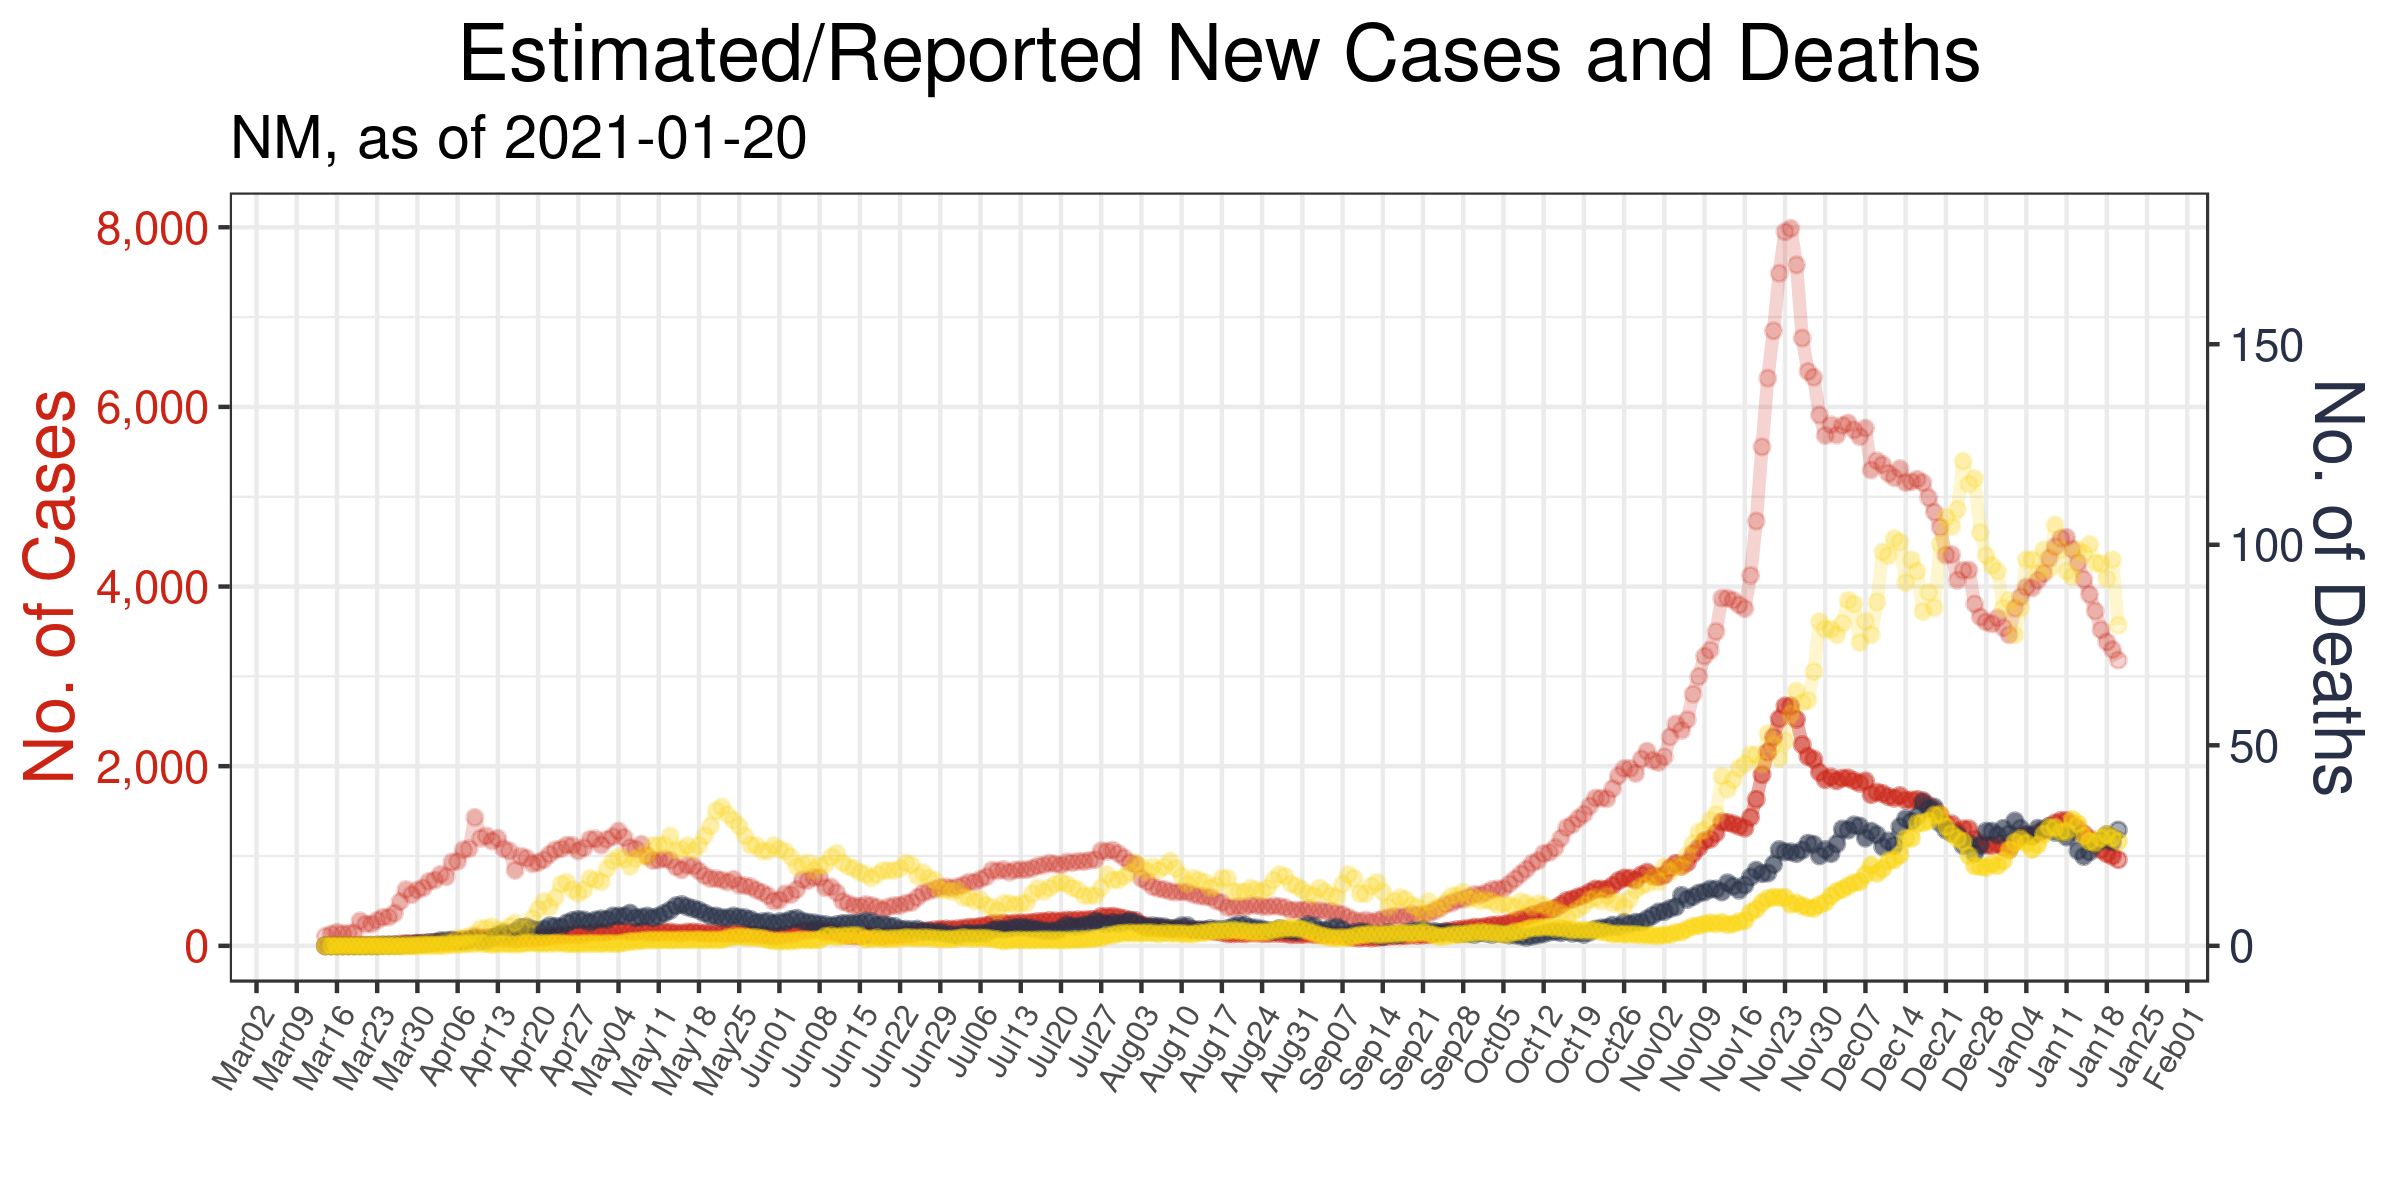 Estimated/Reported New Cases and Deaths
NM, as of 2021-01-20
No. of Cases
8,000
6,000
4,000
2,000
0
150
100
50
0
No. of Deaths
Mar02 Mar09 Mar16 Mar23 Mar30 Apr06 Apr13 Apr20 Apr27 May04 May11 May18 May25 Jun01 Jun08 Jun15 Jun22 Jun29 Jul06 Jul13 Jul20 Jul27 Aug03 Aug10 Aug17 Aug24 Aug31 Sep07 Sep14 Sep21 Sep28 Oct05 Oct12 Oct19 Oct26 Nov02 Nov09 Nov16 Nov23 Nov30 Dec07 Dec14 Dec21 Dec28 Jan04 Jan11 Jan18 Jan25 Feb01